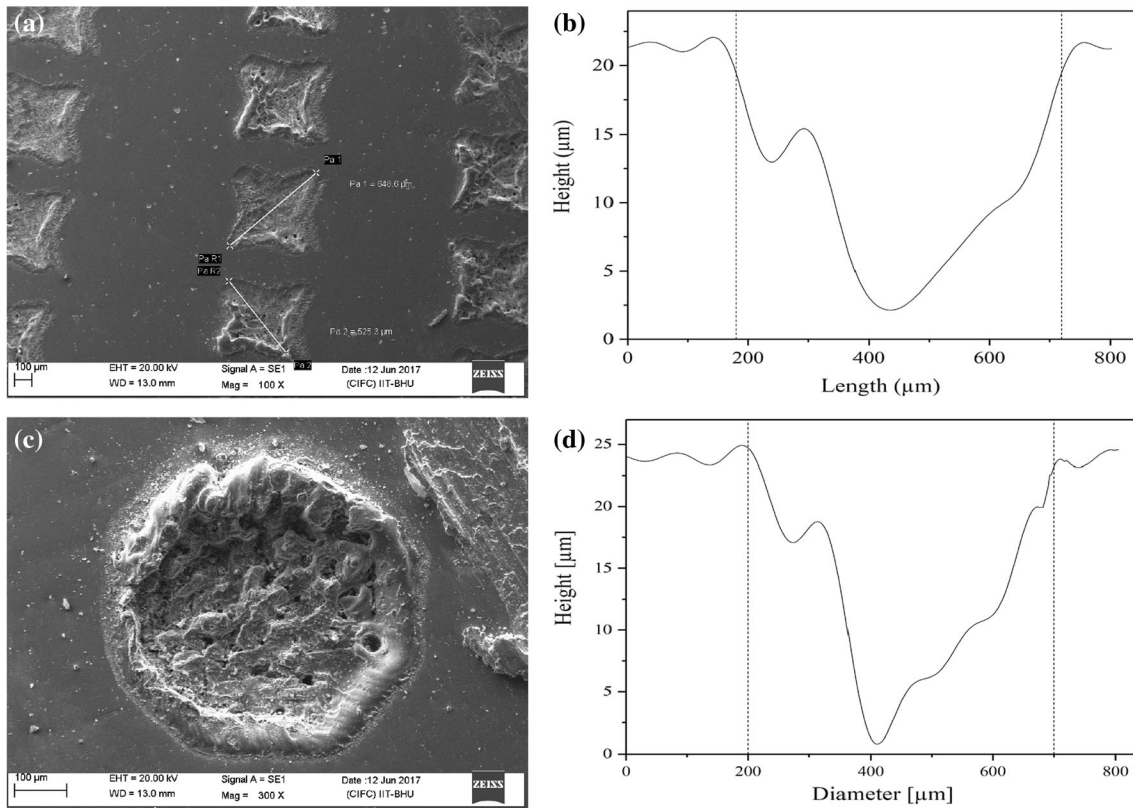 (a)
Pa 1
Pa 1 = 648.6 µm
Pa R1
Pa R2
Pa 2 = 525.3 µm
Pa 2
100 µm
EHT = 20.00 kV
Signal A = SE1
Date :12 Jun 2017
WD = 13.0 mm
Mag = 100 X
(CIFC) IIT-BHU
ZEISS
(b)
Height (µm)
20
15
10
5
0
0 200 400 600 800
Length (µm)
(c)
100 µm
EHT = 20.00 kV
Signal A = SE1
Date :12 Jun 2017
WD = 13.0 mm
Mag = 300 X
(CIFC) IIT-BHU
ZEISS
(d)
Height [µm]
25
20
15
10
5
0
0 200 400 600 800
Diameter [µm]